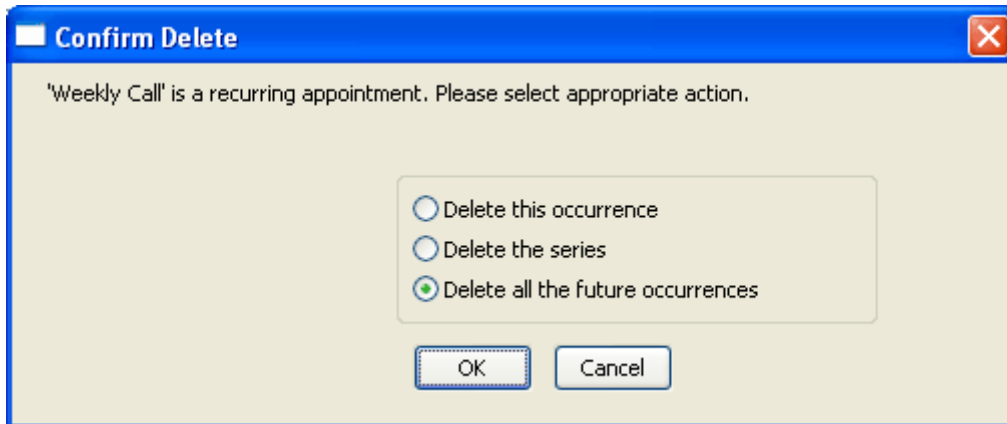 Confirm Delete
'Weekly Call' is a recurring appointment. Please select appropriate action.
Delete this occurrence
Delete the series
Delete all the future occurrences
OK Cancel